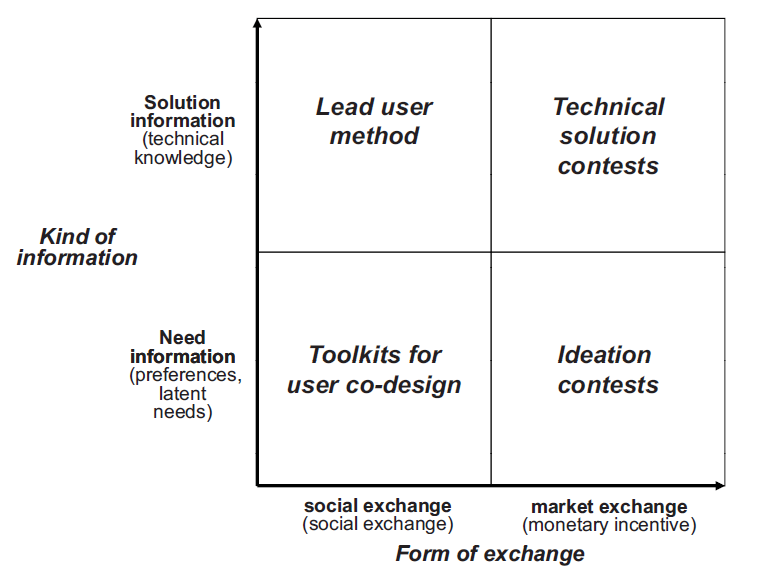 Solution
information
(technical
knowledge)
Lead user
method
Technical
solution
contests
Kind of
information
Need
information
(preferences,
latent
needs)
Toolkits for
user co-design
Ideation
contests
social exchange
(social exchange)
market exchange
(monetary incentive)
Form of exchange